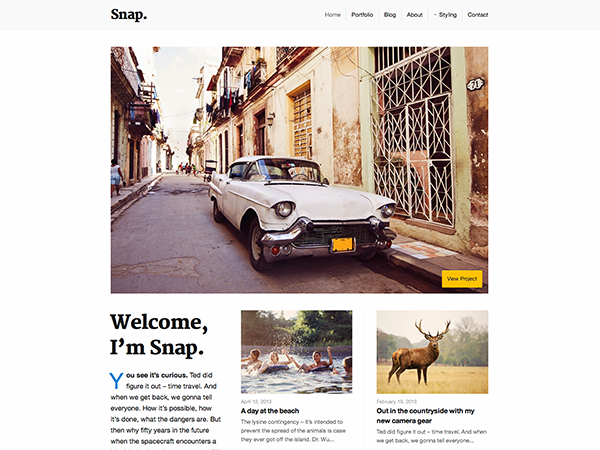 Snap.
Home Portfolio Blog About Styling Contact
71
View Project
Welcome,
I'm Snap.
You see it's curious. Ted did
figure it out – time travel. And
when we get back, we gonna tell
everyone. How it's possible, how
it's done, what the dangers are. But
then why fifty years in the future
when the spacecraft encounters a
April 12, 2013
A day at the beach
The lysine contingency – it's intended to
prevent the spread of the animals is case
they ever got off the island. Dr. Wu...
February 19, 2013
Out in the countryside with my
new camera gear
Ted did figure it out – time travel. And when
we get back, we gonna tell everyone...